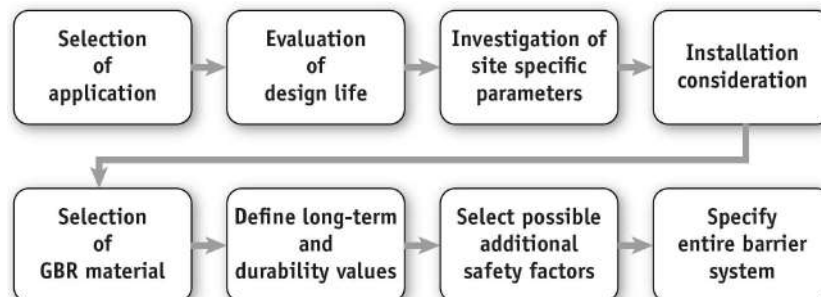 Selection
of
application
Evaluation
of
design life
Investigation of
site specific
parameters
Installation
consideration
Selection
of
GBR material
Define long-term
and
durability values
Select possible
additional
safety factors
Specify
entire barrier
system